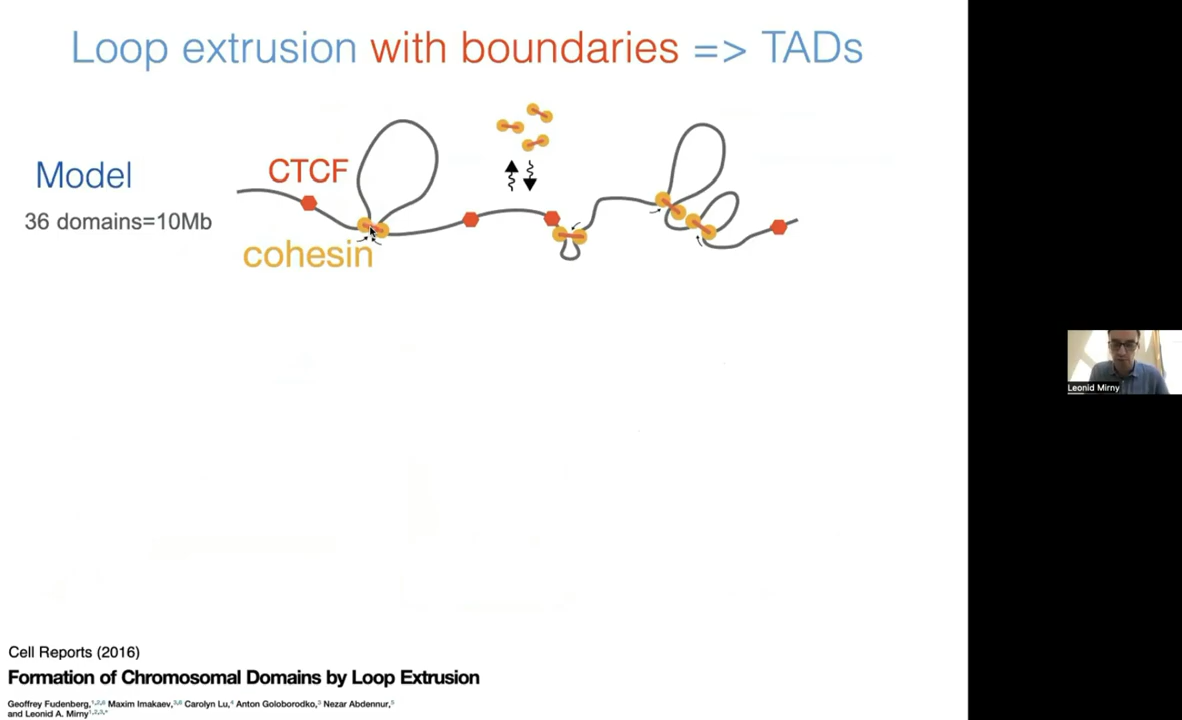 Loop extrusion with boundaries => TADs
Model
CTCF
36 domains=10Mb
cohesin
Leonid Mirny
Cell Reports (2016)
Formation of Chromosomal Domains by Loop Extrusion
Geoffrey Fudenberg, Maxim Imakaev, Carolyn Lu, Anton Goloborodko, Nezar Abdennur,
and Leonid A. Mirny